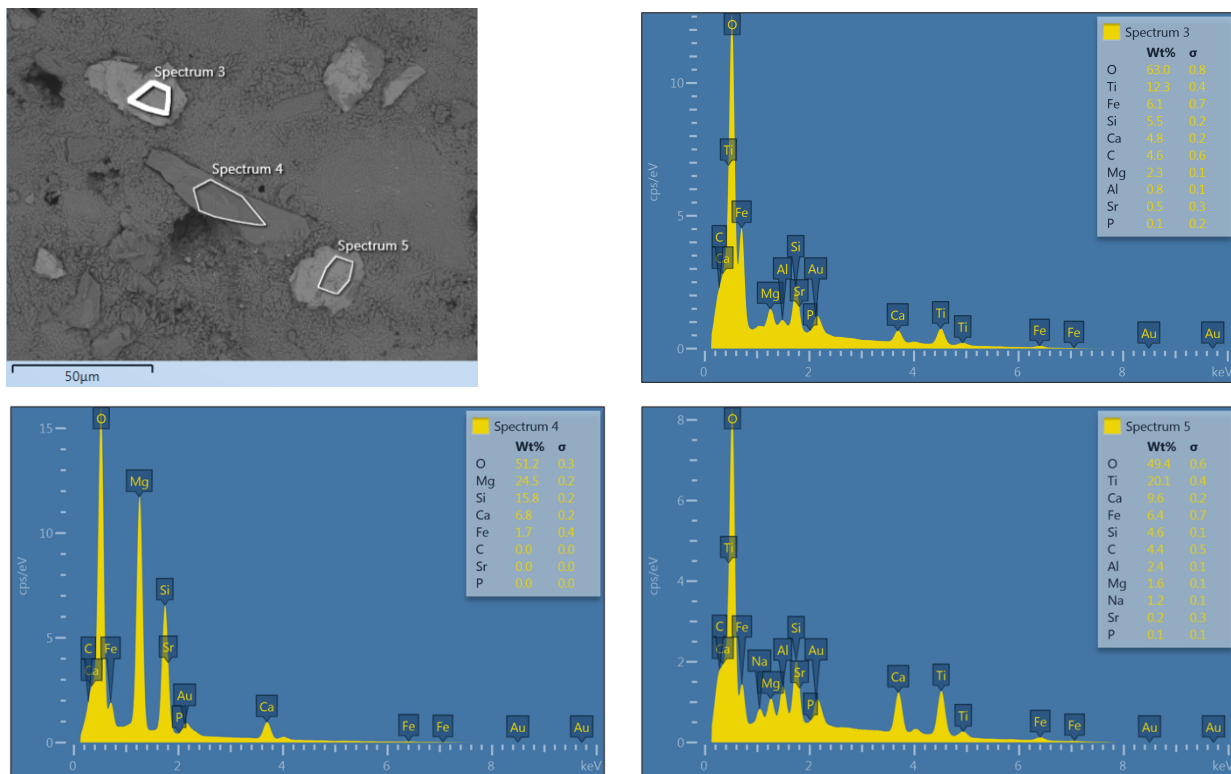 Spectrum 3
Spectrum 4
Spectrum 5
50µm
Spectrum 3
Wt% σ
O 63.0 0.8
Ti 12.3 0.4
Fe 6.1 0.7
Si 5.5 0.2
Ca 4.8 0.2
C 4.6 0.6
Mg 2.3 0.1
Al 0.8 0.1
Sr 0.5 0.3
P 0.1 0.2
cps/eV
10
5
0
O
Ti
Fe
C
Ca
Si
Al
Au
Mg
Sr
P
Ca
Ti
Ti
Fe
Fe
Au
Au
0 2 4 6 8 keV
Spectrum 4
Wt% σ
O 51.2 0.3
Mg 24.5 0.2
Si 15.8 0.2
Ca 6.8 0.2
Fe 1.7 0.4
C 0.0 0.0
Sr 0.0 0.0
P 0.0 0.0
cps/eV
15
10
5
0
O
Mg
Si
C
Fe
Sr
Ca
Au
P
Ca
Fe
Fe
Au
Au
0 2 4 6 8 keV
Spectrum 5
Wt% σ
O 49.4 0.6
Ti 20.1 0.4
Ca 9.6 0.2
Fe 6.4 0.7
Si 4.6 0.1
C 4.4 0.5
Al 2.4 0.1
Mg 1.6 0.1
Na 1.2 0.1
Sr 0.2 0.3
P 0.1 0.1
cps/eV
8
6
4
2
0
O
Ti
C
Fe
Ca
Si
Na
Al
Au
Mg
Sr
P
Ca
Ti
Ti
Fe
Fe
Au
Au
0 2 4 6 8 keV